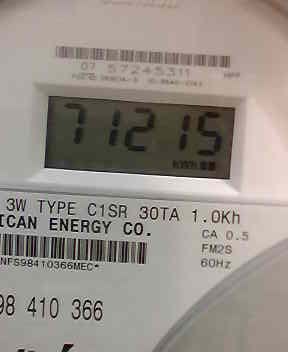 07 57245311
71215
KWH
3W TYPE C1SR 30TA 1.0Kh
ICAN ENERGY CO.
CA 0.5
FM2S
60Hz
NFS98410366MEC*
98 410 366